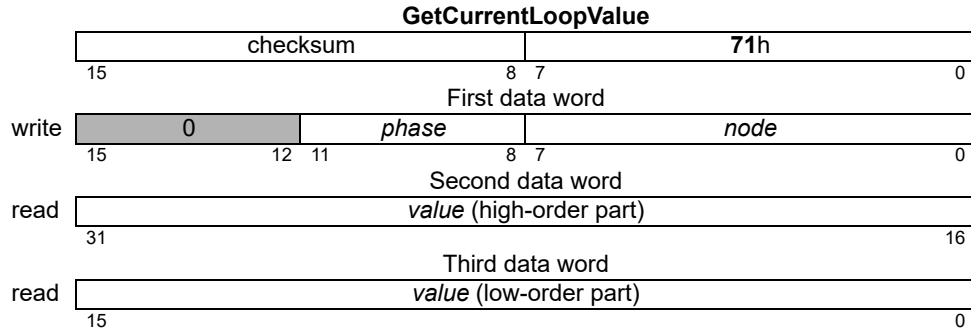 GetCurrentLoopValue
checksum 71h
15 8 7 0
First data word
write 0 phase node
15 12 11 8 7 0
Second data word
read value (high-order part)
31 16
Third data word
read value (low-order part)
15 0